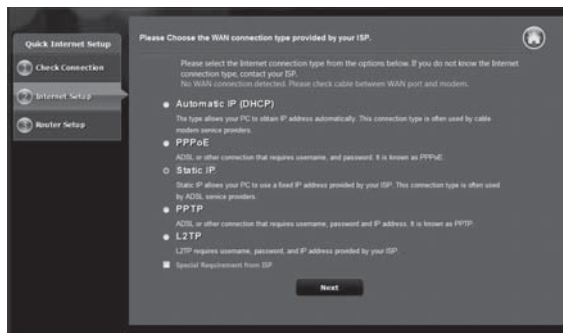 Quick Internet Setup
1 Check Connection
2 Internet Setup
3 Router Setup
Please Choose the WAN connection type provided by your ISP.
Please select the Internet connection type from the options below. If you do not know the Internet
connection type, contact your ISP.
No WAN connection detected. Please check cable between WAN port and modem.
Automatic IP (DHCP)
The type allows your PC to obtain IP address automatically. This connection type is often used by cable
modem service providers.
PPPoE
ADSL or other connection that requires username, and password. It is known as PPPoE.
Static IP
Static IP allows your PC to use a fixed IP address provided by your ISP. This connection type is often used
by ADSL service providers.
PPTP
ADSL or other connection that requires username, password and IP address. It is known as PPTP.
L2TP
L2TP requires username, password, and IP address provided by your ISP.
Special Requirement from ISP
Next